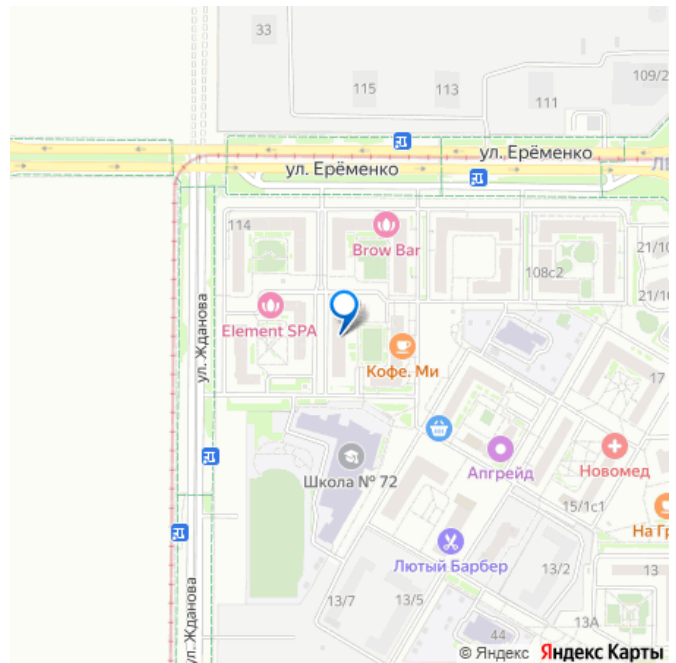 33
115
113
111
109/2
ул. Ерёменко
ул. Ерёменко
114
Brow Bar
108с2
21/10
21/1
Element SPA
Кофе. Ми
ул. Жданова
17
Школа № 72
Апгрейд
Новомед
15/1с1
На Гр
Лютый Барбер
13/2
13
13/7
13/5
13А
44
ул. Жданова
© Яндекс Яндекс Карты